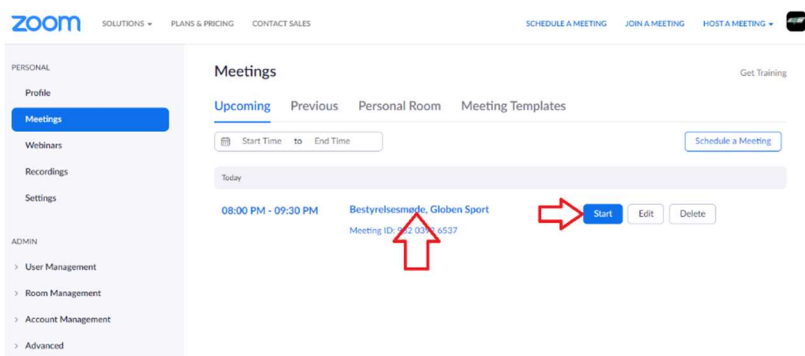 zoom SOLUTIONS PLANS & PRICING CONTACT SALES SCHEDULE A MEETING JOIN A MEETING HOST A MEETING
PERSONAL
Profile
Meetings
Webinars
Recordings
Settings
ADMIN
> User Management
> Room Management
> Account Management
> Advanced
Meetings
Get Training
Upcoming Previous Personal Room Meeting Templates
Start Time to End Time
Schedule a Meeting
Today
08:00 PM - 09:30 PM
Bestyrelsesmøde, Globen Sport
Meeting ID: 6537
Start Edit Delete